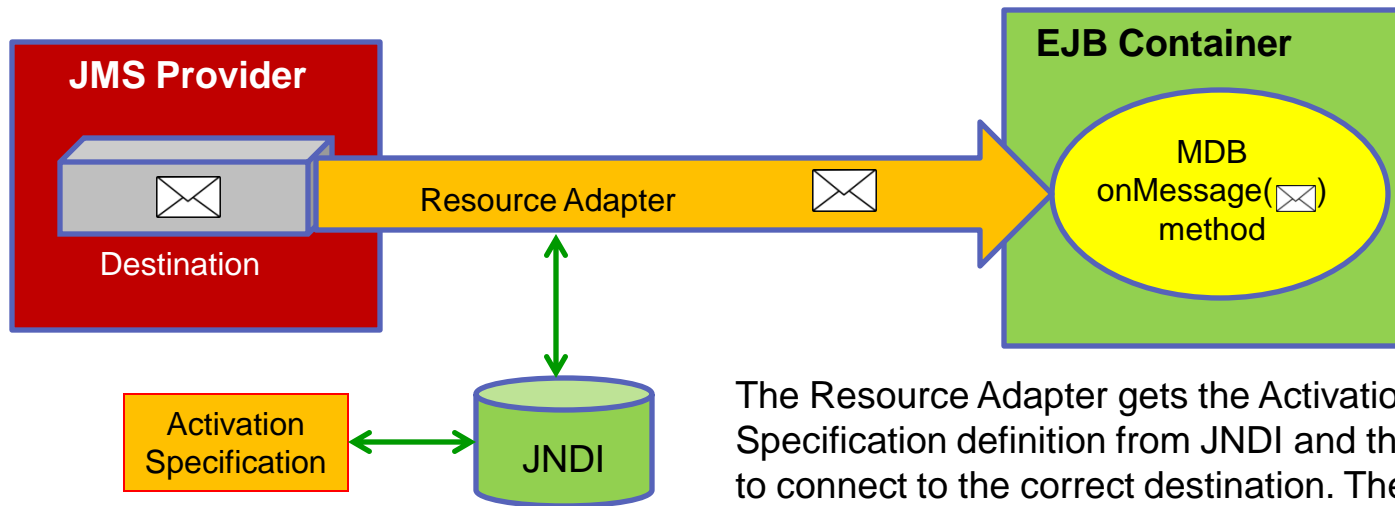 JMS Provider
EJB Container
Resource Adapter
MDB
onMessage( )
method
Destination
Activation
Specification
JNDI
The Resource Adapter gets the Activatio
Specification definition from JNDI and th
to connect to the correct destination. The